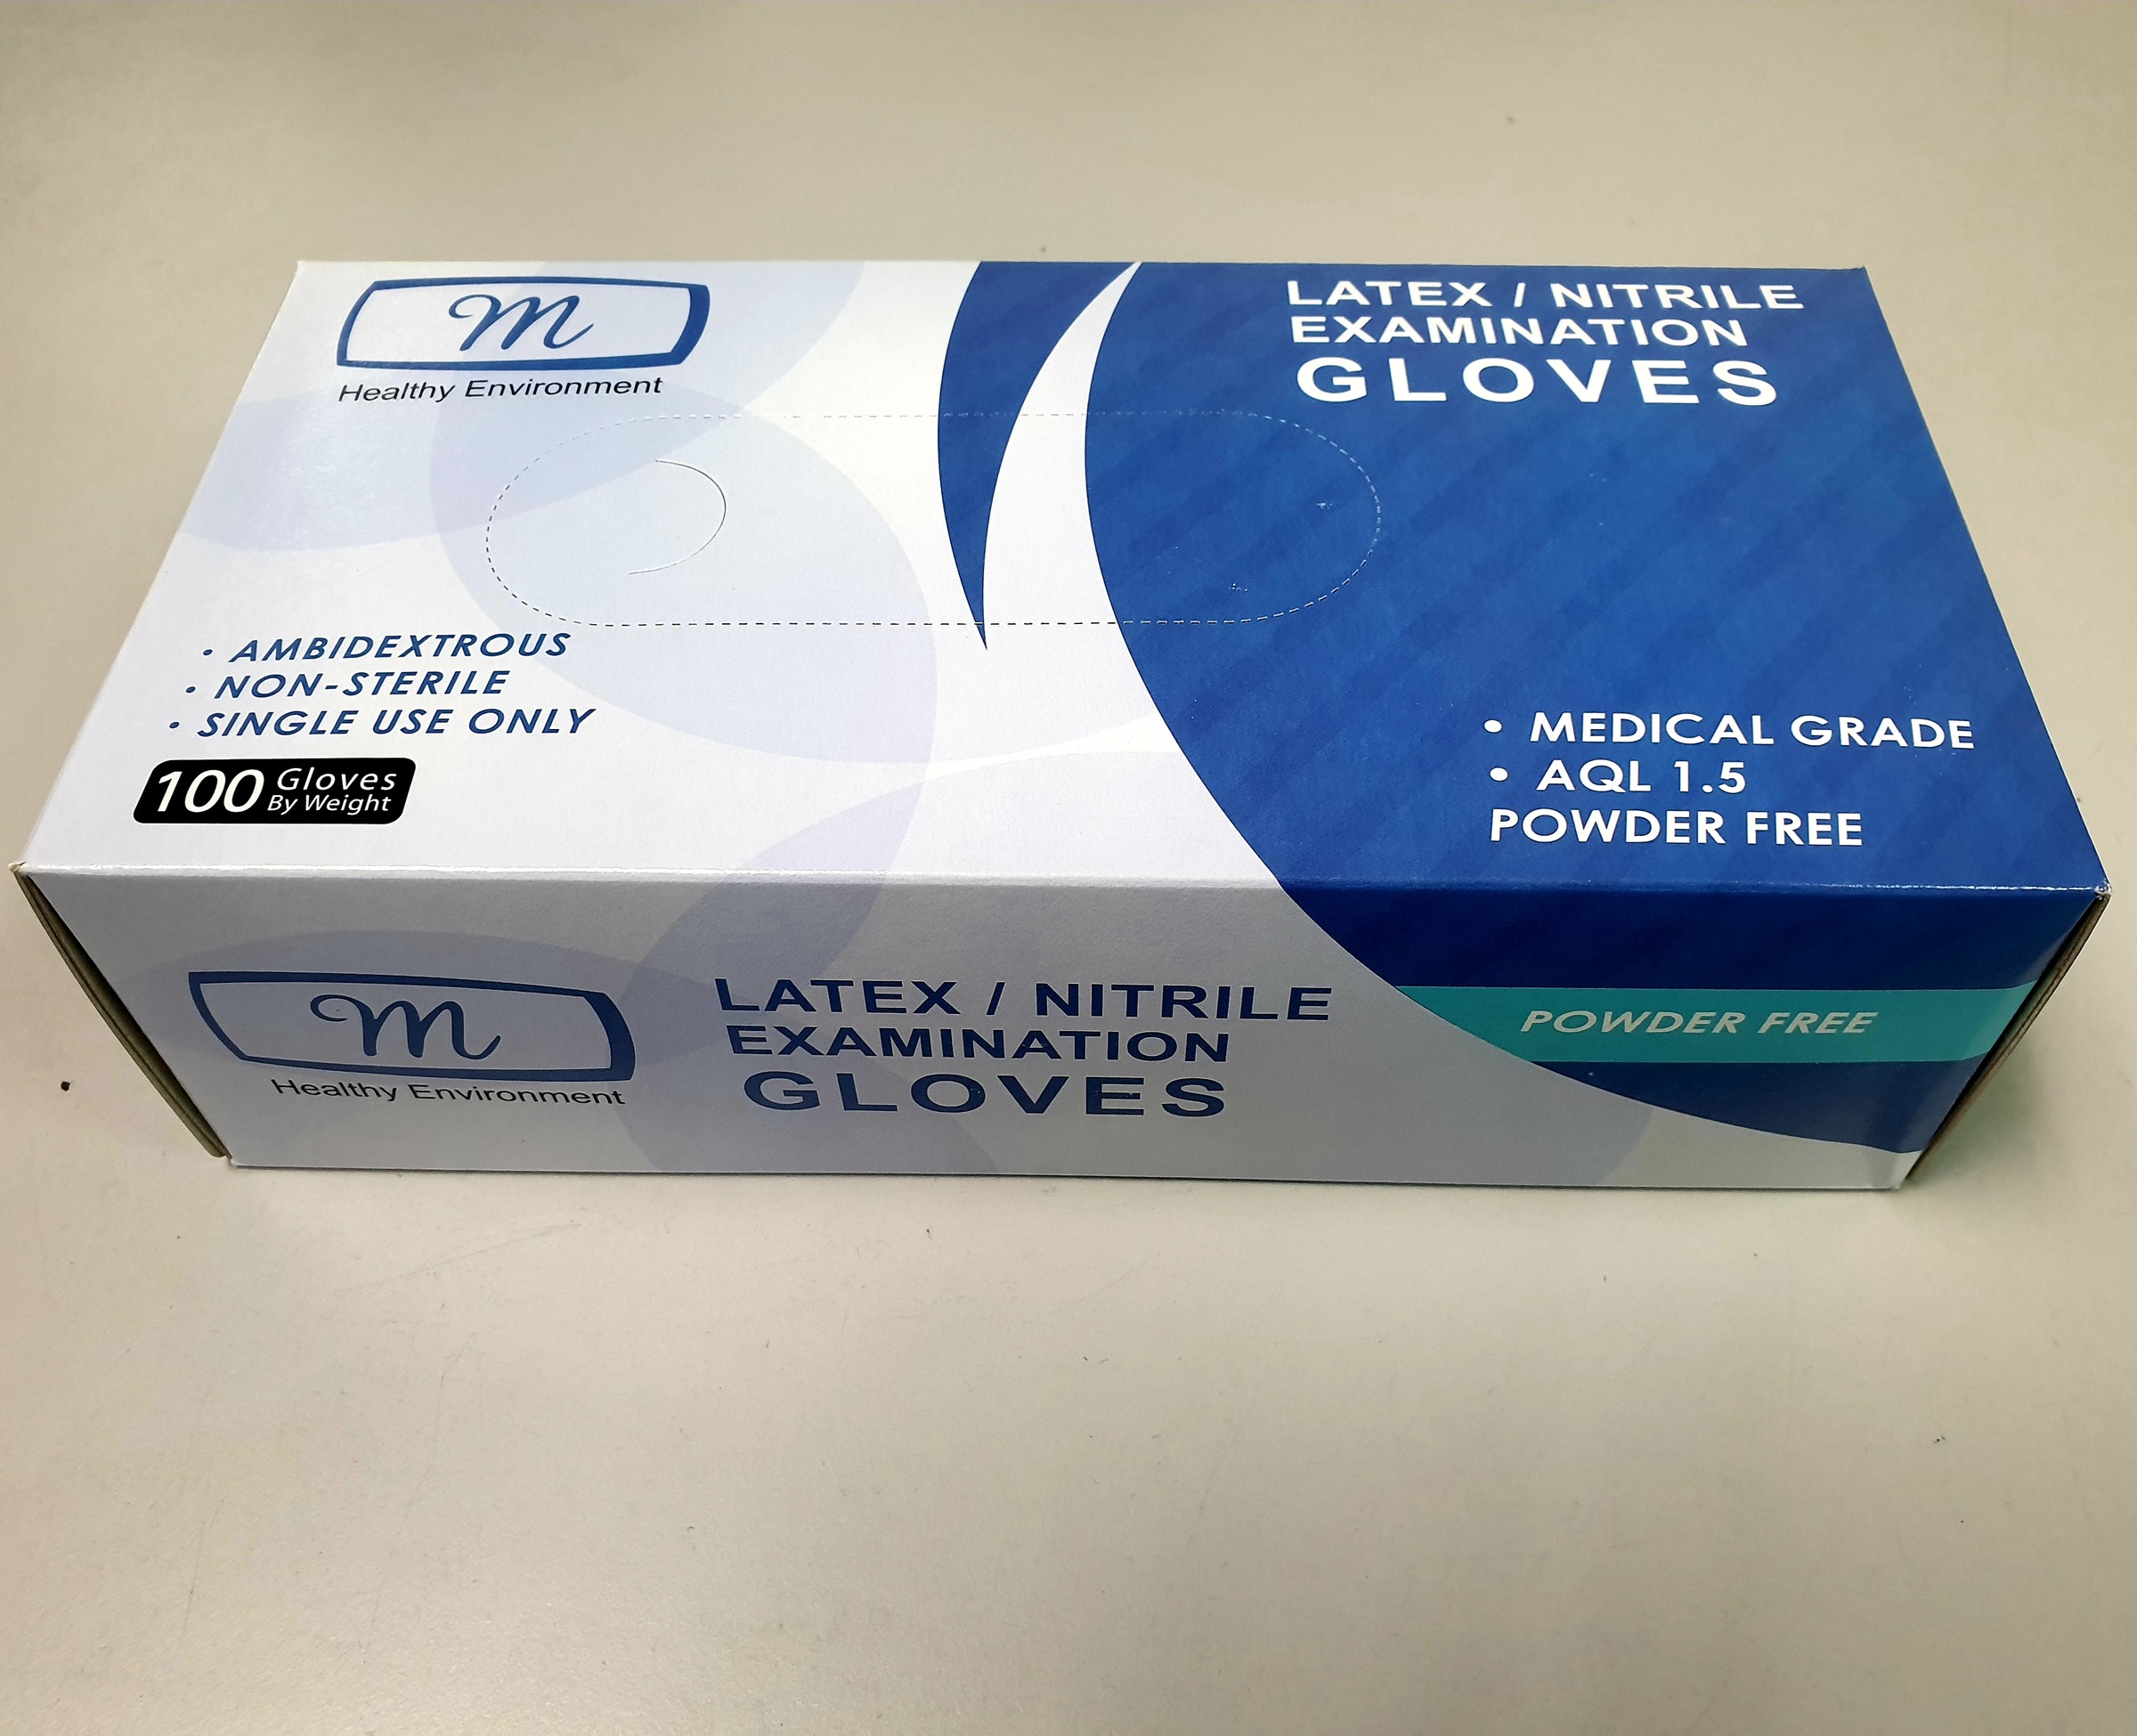 m
Healthy Environment
LATEX / NITRILE
EXAMINATION
GLOVES
• AMBIDEXTROUS
• NON-STERILE
• SINGLE USE ONLY
100 Gloves
By Weight
• MEDICAL GRADE
• AQL 1.5
POWDER FREE
m
Healthy Environment
LATEX / NITRILE
EXAMINATION
GLOVES
POWDER FREE